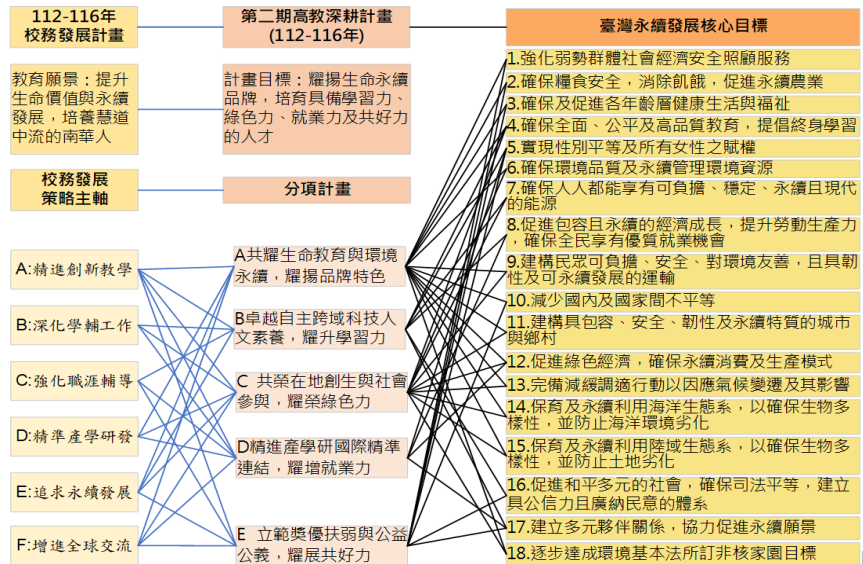 112-116年
校務發展計畫
第二期高教深耕計畫
(112-116年)
臺灣永續發展核心目標
教育願景：提升
生命價值與永續
發展，培養慧道
中流的南華人
計畫目標：耀揚生命永續
品牌，培育具備學習力、
綠色力、就業力及共好力
的人才
校務發展
策略主軸
分項計畫
A:精進創新教學
B:深化學輔工作
C:強化職涯輔導
D:精準產學研發
E:追求永續發展
F:增進全球交流
A共耀生命教育與環境
永續，耀揚品牌特色
B卓越自主跨域科技人
文素養，耀升學習力
C 共榮在地創生與社會
參與，耀榮綠色力
D精進產學研國際精準
連結，耀增就業力
E 立範獎優扶弱與公益
公義，耀展共好力
1.強化弱勢群體社會經濟安全照顧服務
2.確保糧食安全，消除飢餓，促進永續農業
3.確保及促進各年齡層健康生活與福祉
4.確保全面、公平及高品質教育，提倡終身學習
5.實現性別平等及所有女性之賦權
6.確保環境品質及永續管理環境資源
7.確保人人都能享有可負擔、穩定、永續且現代
的能源
8.促進包容且永續的經濟成長，提升勞動生產力
，確保全民享有優質就業機會
9.建構民眾可負擔、安全、對環境友善，且具韌
性及可永續發展的運輸
10.減少國內及國家間不平等
11.建構具包容、安全、韌性及永續特質的城市
與鄉村
12.促進綠色經濟，確保永續消費及生產模式
13.完備減緩調適行動以因應氣候變遷及其影響
14.保育及永續利用海洋生態系，以確保生物多
樣性，並防止海洋環境劣化
15.保育及永續利用陸域生態系，以確保生物多
樣性，並防止土地劣化
16.促進和平多元的社會，確保司法平等，建立
具公信力且廣納民意的體系
17.建立多元夥伴關係，協力促進永續願景
18.逐步達成環境基本法所訂非核家園目標